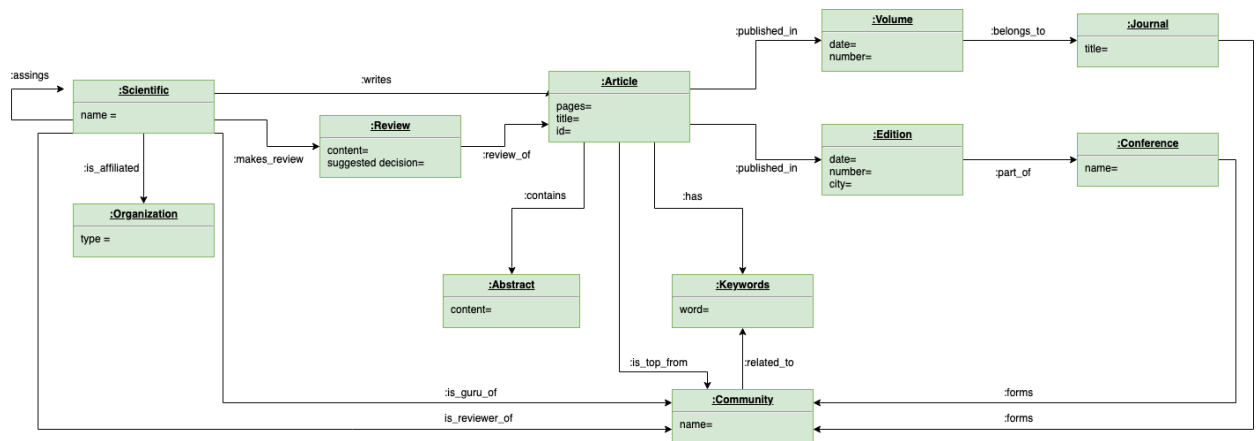 :Volume
:published_in
date=
number=
:belongs_to
:Journal
title=
:assings
:Scientific
name =
:writes
:Article
pages=
title=
id=
:Review
content=
suggested decision=
:makes_review
:review_of
:published_in
:Edition
date=
number=
city=
:part_of
:Conference
name=
:is_affiliated
:Organization
type =
:contains
:has
:Abstract
content=
:Keywords
word=
:is_top_from
:related_to
:is_guru_of
:Community
name=
:forms
is_reviewer_of
:forms